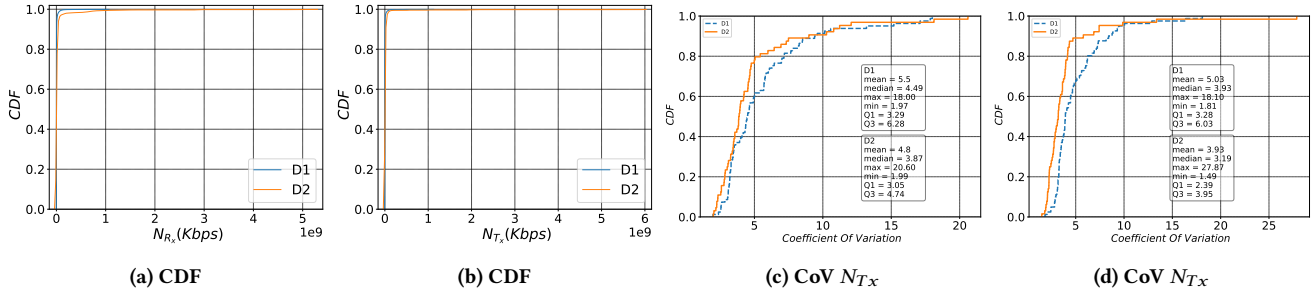 1.0
0.8
0.6
0.4
0.2
0.0
CDF
D1
D2
0 1 2 3 4 5
1e9
N_Rx(Kbps)
(a) CDF
1.0
0.8
0.6
0.4
0.2
0.0
CDF
D1
D2
0 1 2 3 4 5 6
1e9
N_Tx(Kbps)
(b) CDF
1.0
0.8
0.6
0.4
0.2
0.0
CDF
D1
D2
D1
mean = 5.5
median = 4.49
max = 18.00
min = 1.97
Q1 = 3.29
Q3 = 6.28
D2
mean = 4.8
median = 3.87
max = 20.60
min = 1.99
Q1 = 3.05
Q3 = 4.74
5 10 15 20
Coefficient Of Variation
(c) CoV N_Tx
1.0
0.8
0.6
0.4
0.2
0.0
CDF
D1
D2
D1
mean = 5.03
median = 3.93
max = 18.10
min = 1.81
Q1 = 3.28
Q3 = 6.03
D2
mean = 3.93
median = 3.19
max = 27.87
min = 1.49
Q1 = 2.39
Q3 = 3.95
5 10 15 20 25
Coefficient Of Variation
(d) CoV N_Tx